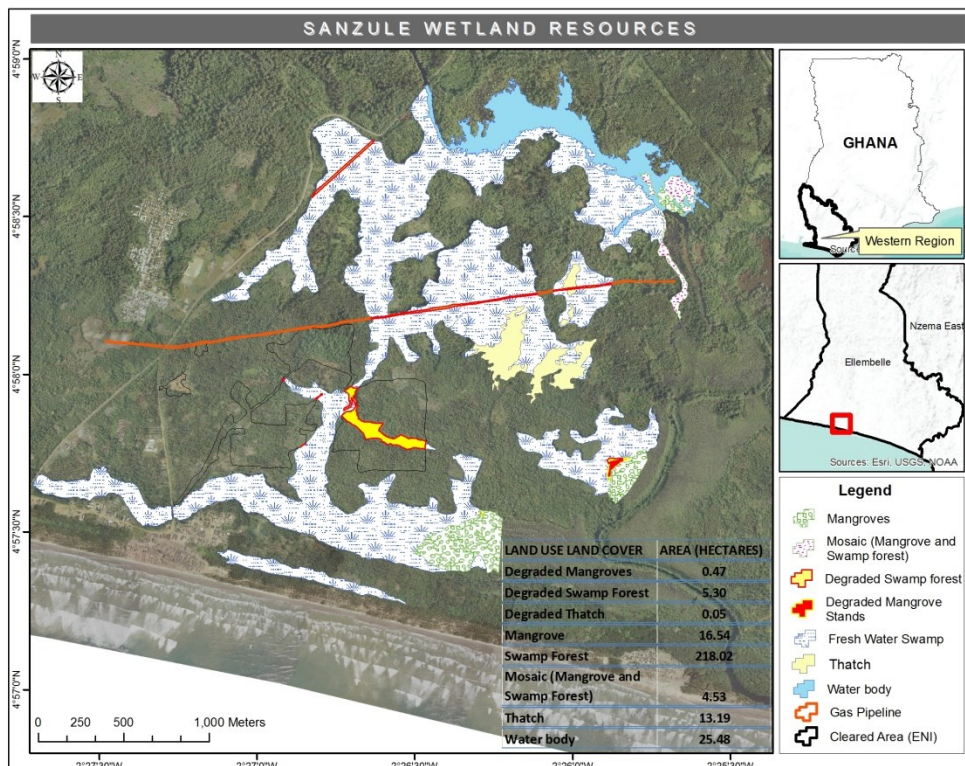 SANZULE WETLAND RESOURCES
4°59'0"N
4°58'30"N
4°58'0"N
4°57'30"N
4°57'0"N
N
W E
S
GHANA
Western Region
Nzema East
Ellembelle
Sources: Esri, USGS, NOAA
Legend
Mangroves
Mosaic (Mangrove and
Swamp forest)
Degraded Swamp forest
Degraded Mangrove
Stands
Fresh Water Swamp
Thatch
Water body
Gas Pipeline
Cleared Area (ENI)
LAND USE LAND COVER AREA (HECTARES)
Degraded Mangroves 0.47
Degraded Swamp Forest 5.30
Degraded Thatch 0.05
Mangrove 16.54
Swamp Forest 218.02
Mosaic (Mangrove and
Swamp Forest) 4.53
Thatch 13.19
Water body 25.48
0 250 500 1,000 Meters